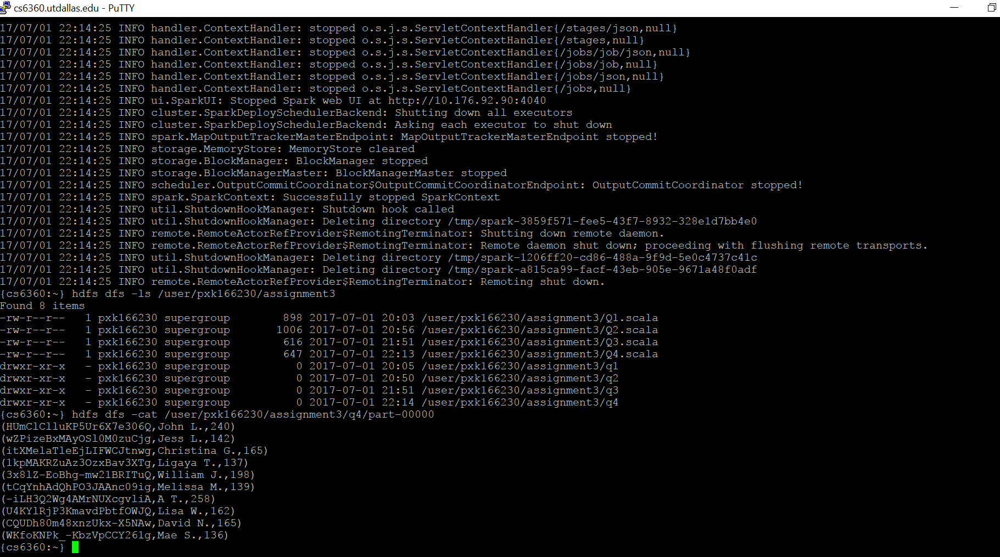 cs6360.utdallas.edu - PuTTY
17/07/01 22:14:25 INFO handler.ContextHandler: stopped o.s.j.s.ServletContextHandler{/stages/json,null}
17/07/01 22:14:25 INFO handler.ContextHandler: stopped o.s.j.s.ServletContextHandler{/stages,null}
17/07/01 22:14:25 INFO handler.ContextHandler: stopped o.s.j.s.ServletContextHandler{/jobs/job/json,null}
17/07/01 22:14:25 INFO handler.ContextHandler: stopped o.s.j.s.ServletContextHandler{/jobs/job,null}
17/07/01 22:14:25 INFO handler.ContextHandler: stopped o.s.j.s.ServletContextHandler{/jobs/json,null}
17/07/01 22:14:25 INFO handler.ContextHandler: stopped o.s.j.s.ServletContextHandler{/jobs,null}
17/07/01 22:14:25 INFO ui.SparkUI: Stopped Spark web UI at http://10.176.92.90:4040
17/07/01 22:14:25 INFO cluster.SparkDeploySchedulerBackend: Shutting down all executors
17/07/01 22:14:25 INFO cluster.SparkDeploySchedulerBackend: Asking each executor to shut down
17/07/01 22:14:25 INFO spark.MapOutputTrackerMasterEndpoint: MapOutputTrackerMasterEndpoint stopped!
17/07/01 22:14:25 INFO storage.MemoryStore: MemoryStore cleared
17/07/01 22:14:25 INFO storage.BlockManager: BlockManager stopped
17/07/01 22:14:25 INFO storage.BlockManagerMaster: BlockManagerMaster stopped
17/07/01 22:14:25 INFO scheduler.OutputCommitCoordinator$OutputCommitCoordinatorEndpoint: OutputCommitCoordinator stopped!
17/07/01 22:14:25 INFO spark.SparkContext: Successfully stopped SparkContext
17/07/01 22:14:25 INFO util.ShutdownHookManager: Shutdown hook called
17/07/01 22:14:25 INFO util.ShutdownHookManager: Deleting directory /tmp/spark-3859f571-fee5-43f7-8932-328e1d7bb4e0
17/07/01 22:14:25 INFO remote.RemoteActorRefProvider$RemotingTerminator: Shutting down remote daemon.
17/07/01 22:14:25 INFO remote.RemoteActorRefProvider$RemotingTerminator: Remote daemon shut down; proceeding with flushing remote transports.
17/07/01 22:14:25 INFO util.ShutdownHookManager: Deleting directory /tmp/spark-1206ff20-cd86-488a-9f9d-5e0c4737c41c
17/07/01 22:14:25 INFO util.ShutdownHookManager: Deleting directory /tmp/spark-a815ca99-facf-43eb-905e-9671a48f0adf
17/07/01 22:14:25 INFO remote.RemoteActorRefProvider$RemotingTerminator: Remoting shut down.
{cs6360:~} hdfs dfs -ls /user/pxk166230/assignment3
Found 8 items
-rw-r--r--   1 pxk166230 supergroup        898 2017-07-01 20:03 /user/pxk166230/assignment3/Q1.scala
-rw-r--r--   1 pxk166230 supergroup       1006 2017-07-01 20:56 /user/pxk166230/assignment3/Q2.scala
-rw-r--r--   1 pxk166230 supergroup        616 2017-07-01 21:51 /user/pxk166230/assignment3/Q3.scala
-rw-r--r--   1 pxk166230 supergroup        647 2017-07-01 22:13 /user/pxk166230/assignment3/Q4.scala
drwxr-xr-x   - pxk166230 supergroup          0 2017-07-01 20:05 /user/pxk166230/assignment3/q1
drwxr-xr-x   - pxk166230 supergroup          0 2017-07-01 20:50 /user/pxk166230/assignment3/q2
drwxr-xr-x   - pxk166230 supergroup          0 2017-07-01 21:51 /user/pxk166230/assignment3/q3
drwxr-xr-x   - pxk166230 supergroup          0 2017-07-01 22:14 /user/pxk166230/assignment3/q4
{cs6360:~} hdfs dfs -cat /user/pxk166230/assignment3/q4/part-00000
(HUmClClluKP5Ur6X7e306Q,John L.,240)
(wZPizeBxMAyOSl0M0zuCjg,Jess L.,142)
(itXMelaTleEjLIFWCJtnwg,Christina G.,165)
(1kpMAKRZuAz3OzxBav3XTg,Ligaya T.,137)
(3x8lZ-EoBhg-mw21BRITuQ,William J.,198)
(tCqYnhAdQhPO3JAAnc09ig,Melissa M.,139)
(-iLH3Q2Wg4AMrNUXcgvliA,A T.,258)
(U4KYlRjP3KmavdPbtfOWJQ,Lisa W.,162)
(CQUDh80m48xnzUkx-X5NAw,David N.,165)
(WKfoKNPk_-KbzVpCCY261g,Mae S.,136)
{cs6360:~}